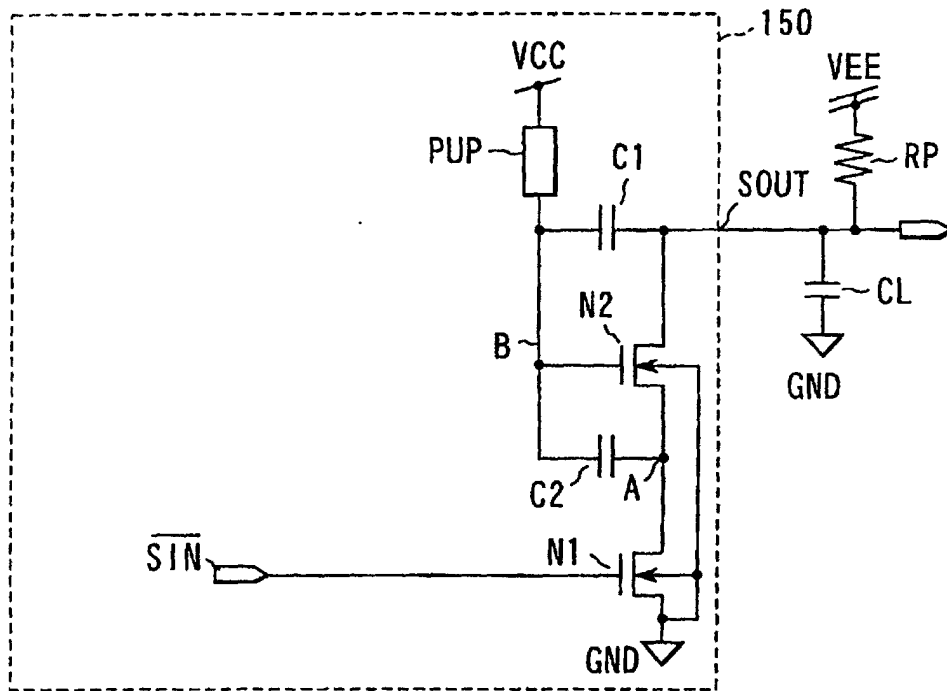 150
VCC
VEE
PUP
C1
RP
SOUT
CL
N2
B
GND
C2
A
SIN
N1
GND